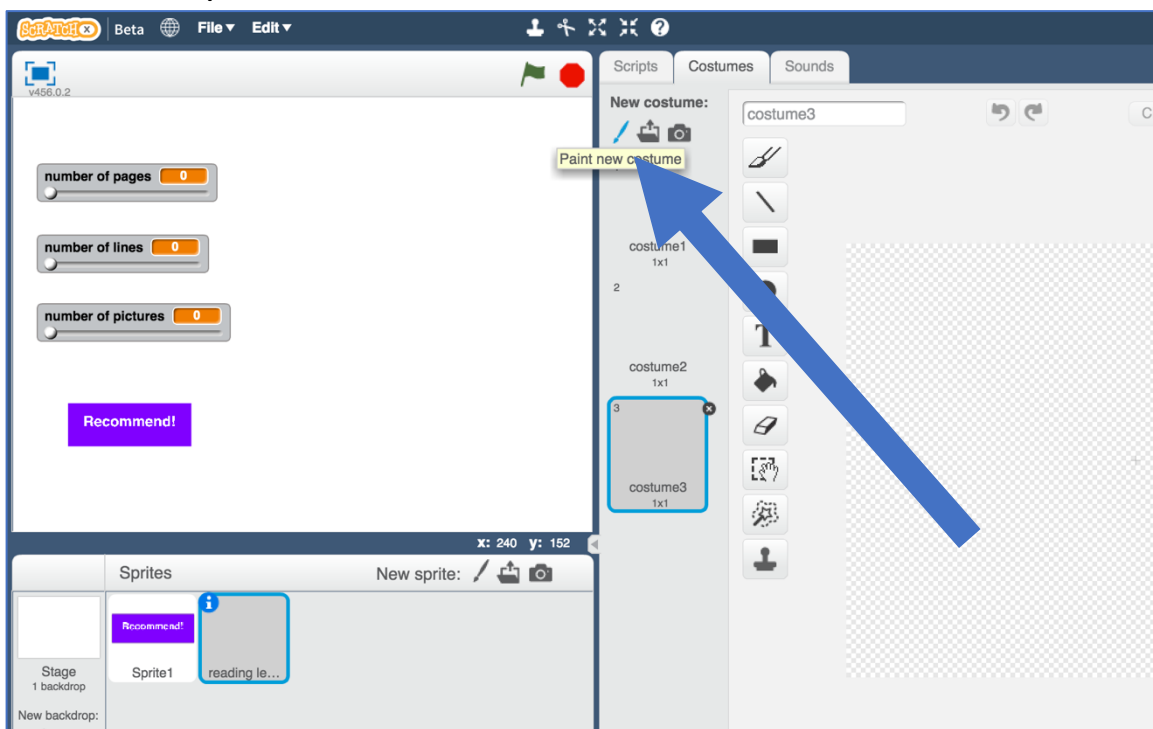 SCRATCHX Beta File▼ Edit▼
v456.0.2
number of pages 0
number of lines 0
number of pictures 0
Recommend!
x: 240 y: 152
Sprites New sprite:
Recommend!
Stage
1 backdrop
New backdrop:
Sprite1
reading le...
Scripts Costumes Sounds
New costume:
Paint new costume
costume1
1x1
2
costume2
1x1
3
costume3
1x1
costume3
C
T